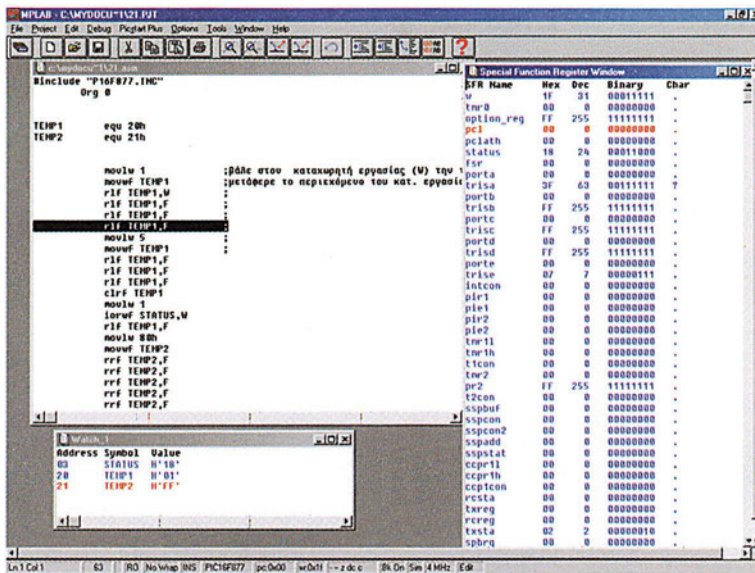 MPLAB - C:\MYDOCU~1\21.PJT
File Project Edit Debug Picstart Plus Options Tools Window Help
c:\mydocu~1\21.asm
#include "P16F877.INC"
Org 0
TEMP1 equ 20h
TEMP2 equ 21h
movlw 1 ;βάλε στον καταχωρητή εργασίας (W) την
movwf TEMP1 ;μετάφερε το περιεχόμενο του κατ. εργασί
rlf TEMP1,W ;
rlf TEMP1,F ;
rlf TEMP1,F ;
rlf TEMP1,F ;
rlf TEMP1,F ;
movlw 5 ;
movwf TEMP1 ;
rlf TEMP1,F
rlf TEMP1,F
rlf TEMP1,F
clrf TEMP1
movlw 1
iorwf STATUS,W
rlf TEMP1,F
movlw 80h
movwf TEMP2
rrf TEMP2,F
rrf TEMP2,F
rrf TEMP2,F
rrf TEMP2,F
rrf TEMP2,F
Watch_1
Address Symbol Value
03 STATUS H'18'
20 TEMP1 H'01'
21 TEMP2 H'FF'
Special Function Register Window
SFR Name Hex Dec Binary Char
w 1F 31 00011111 .
tmr0 00 0 00000000 .
option_reg FF 255 11111111 .
pcl 00 0 00000000 .
pclath 00 0 00000000 .
status 18 24 00011000 .
fsr 00 0 00000000 .
porta 00 0 00000000 .
trisa 3F 63 00111111 ?
portb 00 0 00000000 .
trisb FF 255 11111111 .
portc 00 0 00000000 .
trisc FF 255 11111111 .
portd 00 0 00000000 .
trisd FF 255 11111111 .
porte 00 0 00000000 .
trise 07 7 00000111 .
intcon 00 0 00000000 .
pir1 00 0 00000000 .
pie1 00 0 00000000 .
pir2 00 0 00000000 .
pie2 00 0 00000000 .
tmr1l 00 0 00000000 .
tmr1h 00 0 00000000 .
t1con 00 0 00000000 .
tmr2 00 0 00000000 .
pr2 FF 255 11111111 .
t2con 00 0 00000000 .
sspbuf 00 0 00000000 .
sspcon 00 0 00000000 .
sspcon2 00 0 00000000 .
sspadd 00 0 00000000 .
sspstat 00 0 00000000 .
ccpr1l 00 0 00000000 .
ccpr1h 00 0 00000000 .
ccp1con 00 0 00000000 .
rcsta 00 0 00000000 .
txreg 00 0 00000000 .
rcreg 00 0 00000000 .
txsta 02 2 00000010 .
spbrg 00 0 00000000 .
Ln 1 Col 1 63 RO No Wrap INS PIC16F877 pc:0x00 w:0x1f -- z dc c Bk On Sim 4 MHz Edit